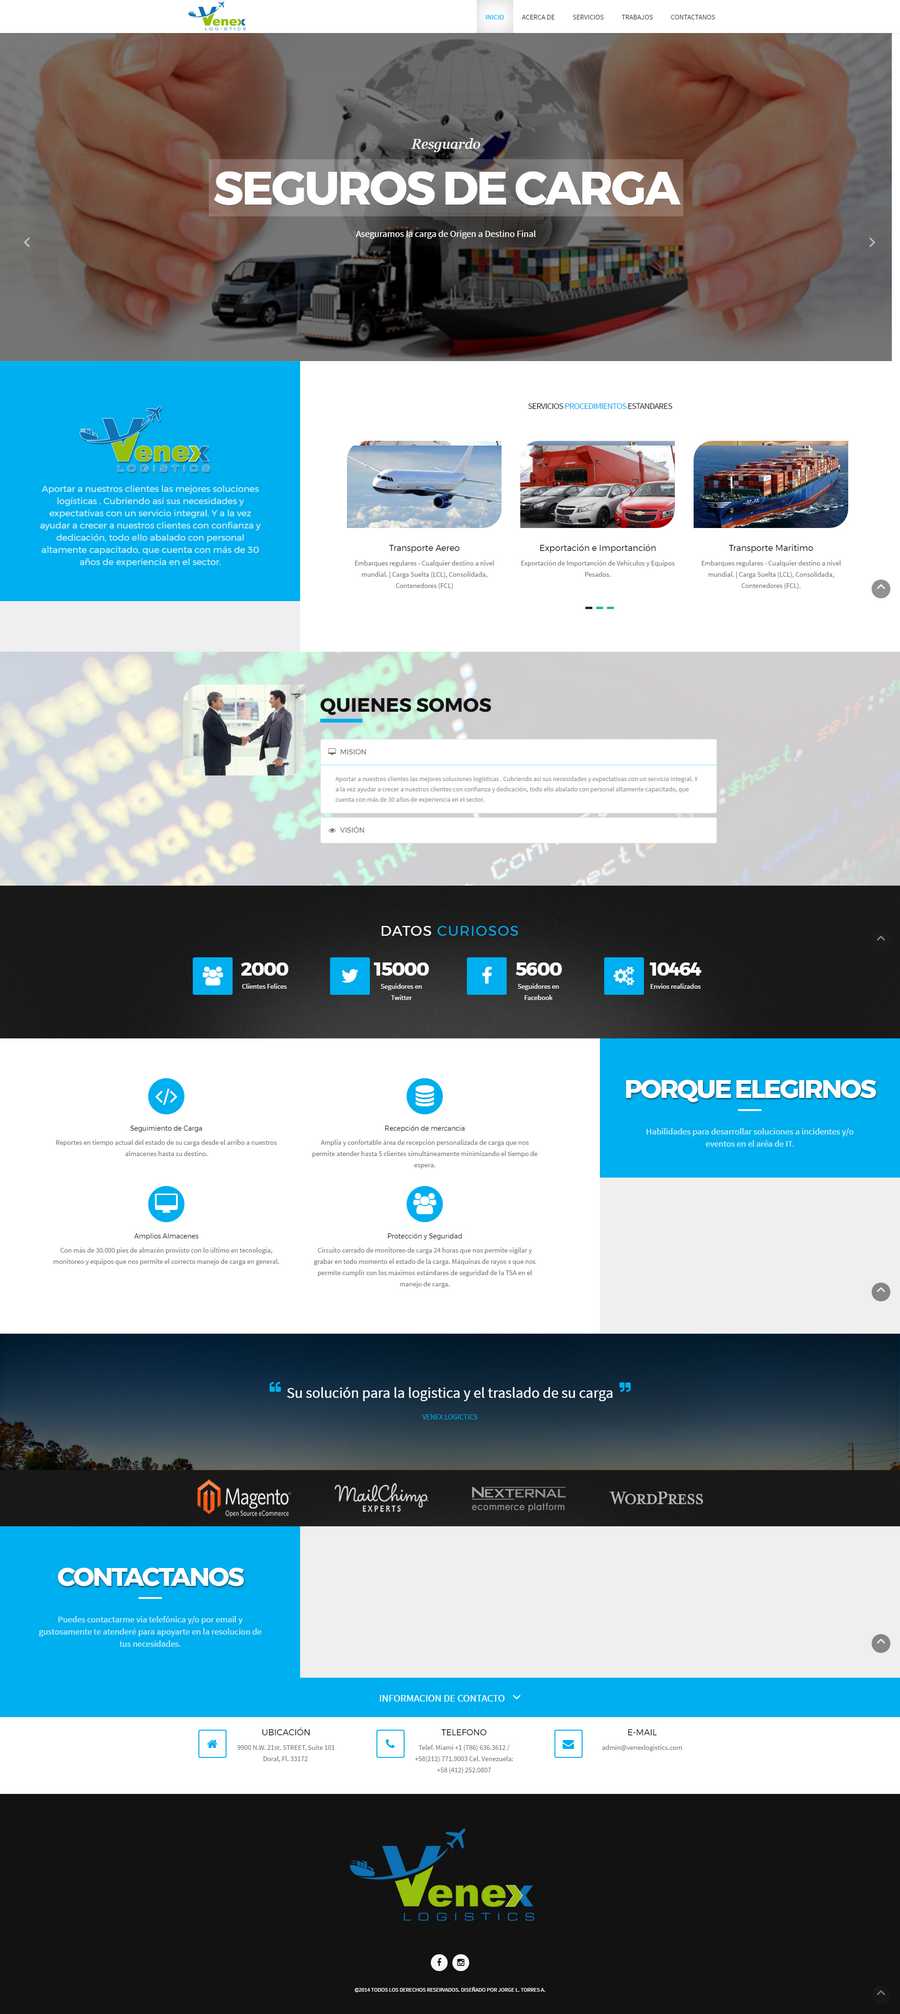 Venex
LOGISTICS
INICIO
ACERCA DE
SERVICIOS
TRABAJOS
CONTACTANOS
Resguardo
SEGUROS DE CARGA
Aseguramos la carga de Origen a Destino Final
Venex
LOGISTICS
Aportar a nuestros clientes las mejores soluciones
logísticas . Cubriendo así sus necesidades y
expectativas con un servicio integral. Y a la vez
ayudar a crecer a nuestros clientes con confianza y
dedicación, todo ello abalado con personal
altamente capacitado, que cuenta con más de 30
años de experiencia en el sector.
SERVICIOS PROCEDIMIENTOS ESTANDARES
Transporte Aereo
Embarques regulares - Cualquier destino a nivel
mundial. | Carga Suelta (LCL), Consolidada,
Contenedores (FCL)
Exportación e Importanción
Exportación de Importación de Vehiculos y Equipos
Pesados.
Transporte Maritimo
Embarques regulares - Cualquier destino a nivel
mundial. | Carga Suelta (LCL), Consolidada,
Contenedores (FCL).
QUIENES SOMOS
MISION
Aportar a nuestros clientes las mejores soluciones logísticas . Cubriendo así sus necesidades y expectativas con un servicio integral. Y
a la vez ayudar a crecer a nuestros clientes con confianza y dedicación, todo ello abalado con personal altamente capacitado, que
cuenta con más de 30 años de experiencia en el sector.
VISIÓN
private
private
link
host,
self::
DATOS CURIOSOS
2000
Clientes Felices
15000
Seguidores en
Twitter
5600
Seguidores en
Facebook
10464
Envios realizados
Seguimiento de Carga
Reportes en tiempo actual del estado de su carga desde el arribo a nuestros
almacenes hasta su destino.
Recepción de mercancia
Amplia y confortable área de recepción personalizada de carga que nos
permite atender hasta 5 clientes simultáneamente minimizando el tiempo de
espera.
Amplios Almacenes
Con más de 30.000 pies de almacén provisto con lo último en tecnología,
monitoreo y equipos que nos permite el correcto manejo de carga en general.
Protección y Seguridad
Circuito cerrado de monitoreo de carga 24 horas que nos permite vigilar y
grabar en todo momento el estado de la carga. Máquinas de rayos x que nos
permite cumplir con los máximos estándares de seguridad de la TSA en el
manejo de carga.
PORQUE ELEGIRNOS
Habilidades para desarrollar soluciones a incidentes y/o
eventos en el aréa de IT.
“ Su solución para la logistica y el traslado de su carga ”
VENEX LOGICTICS
Magento
Open Source eCommerce
MailChimp
EXPERTS
NEXTERNAL
ecommerce platform
WORDPRESS
CONTACTANOS
Puedes contactarme via telefónica y/o por email y
gustosamente te atenderé para apoyarte en la resolucion de
tus necesidades.
INFORMACION DE CONTACTO
UBICACIÓN
9900 N.W. 21st, STREET, Suite 101
Doral, Fl, 33172
TELEFONO
Telef. Miami +1 (786) 636.3612 /
+58(212) 771.0003 Cel. Venezuela:
+58 (412) 252.0807
E-MAIL
admin@venexlogistics.com
Venex
LOGISTICS
©2014 TODOS LOS DERECHOS RESERVADOS. DISEÑADO POR JORGE L. TORRES A.